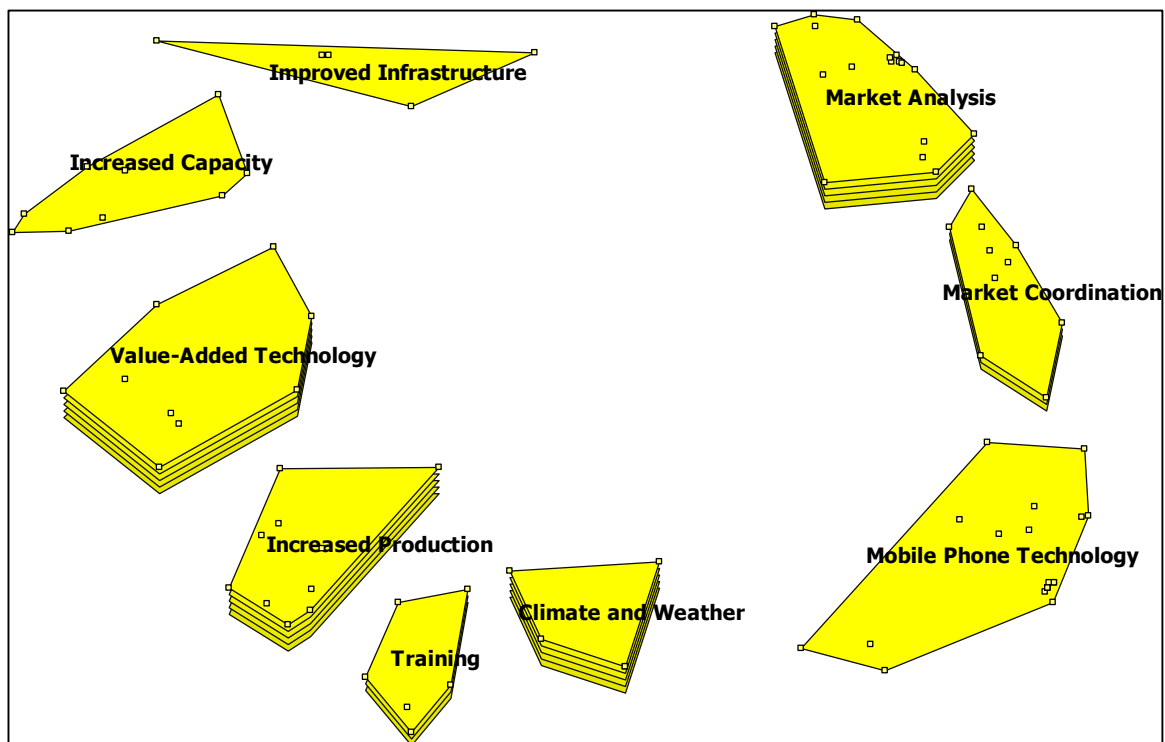 Improved Infrastructure
Market Analysis
Increased Capacity
Market Coordination
Value-Added Technology
Increased Production
Mobile Phone Technology
Climate and Weather
Training